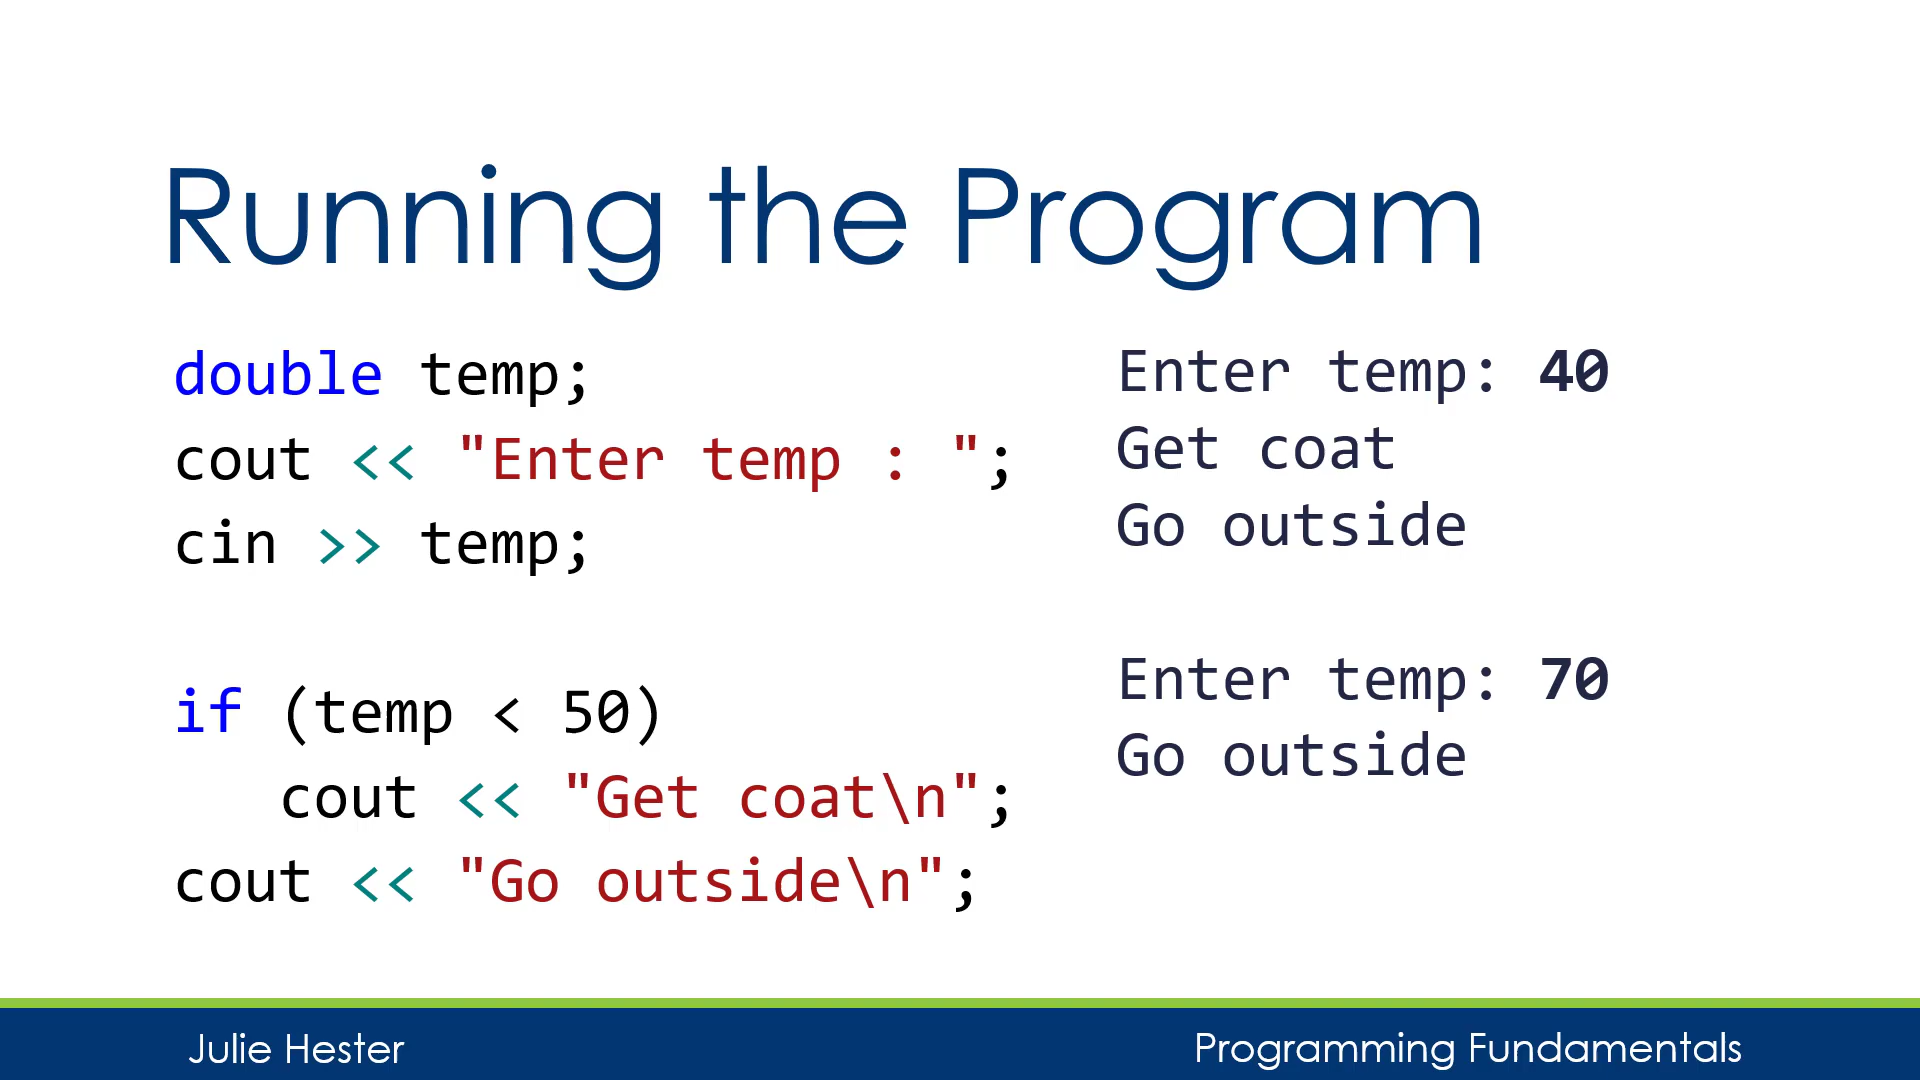 Running the Program
double temp;
cout << "Enter temp : ";
cin >> temp;
if (temp < 50)
   cout << "Get coat\n";
cout << "Go outside\n";
Enter temp: 40
Get coat
Go outside
Enter temp: 70
Go outside
Julie Hester
Programming Fundamentals